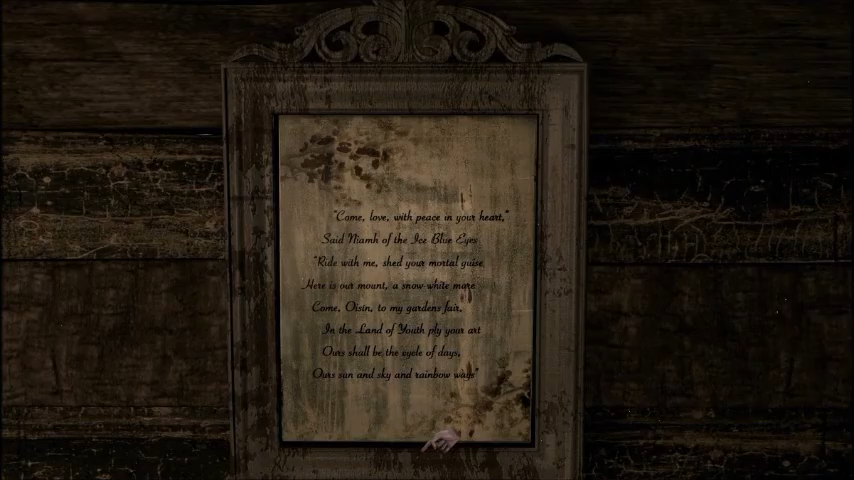 "Come, love, with peace in your heart,"
Said Niamh of the Ice Blue Eyes
"Ride with me, shed your mortal guise
Here is our mount, a snow-white mare
Come, Oisin, to my gardens fair,
In the Land of Youth ply your art
Ours shall be the cycle of days,
Ours sun and sky and rainbow ways"